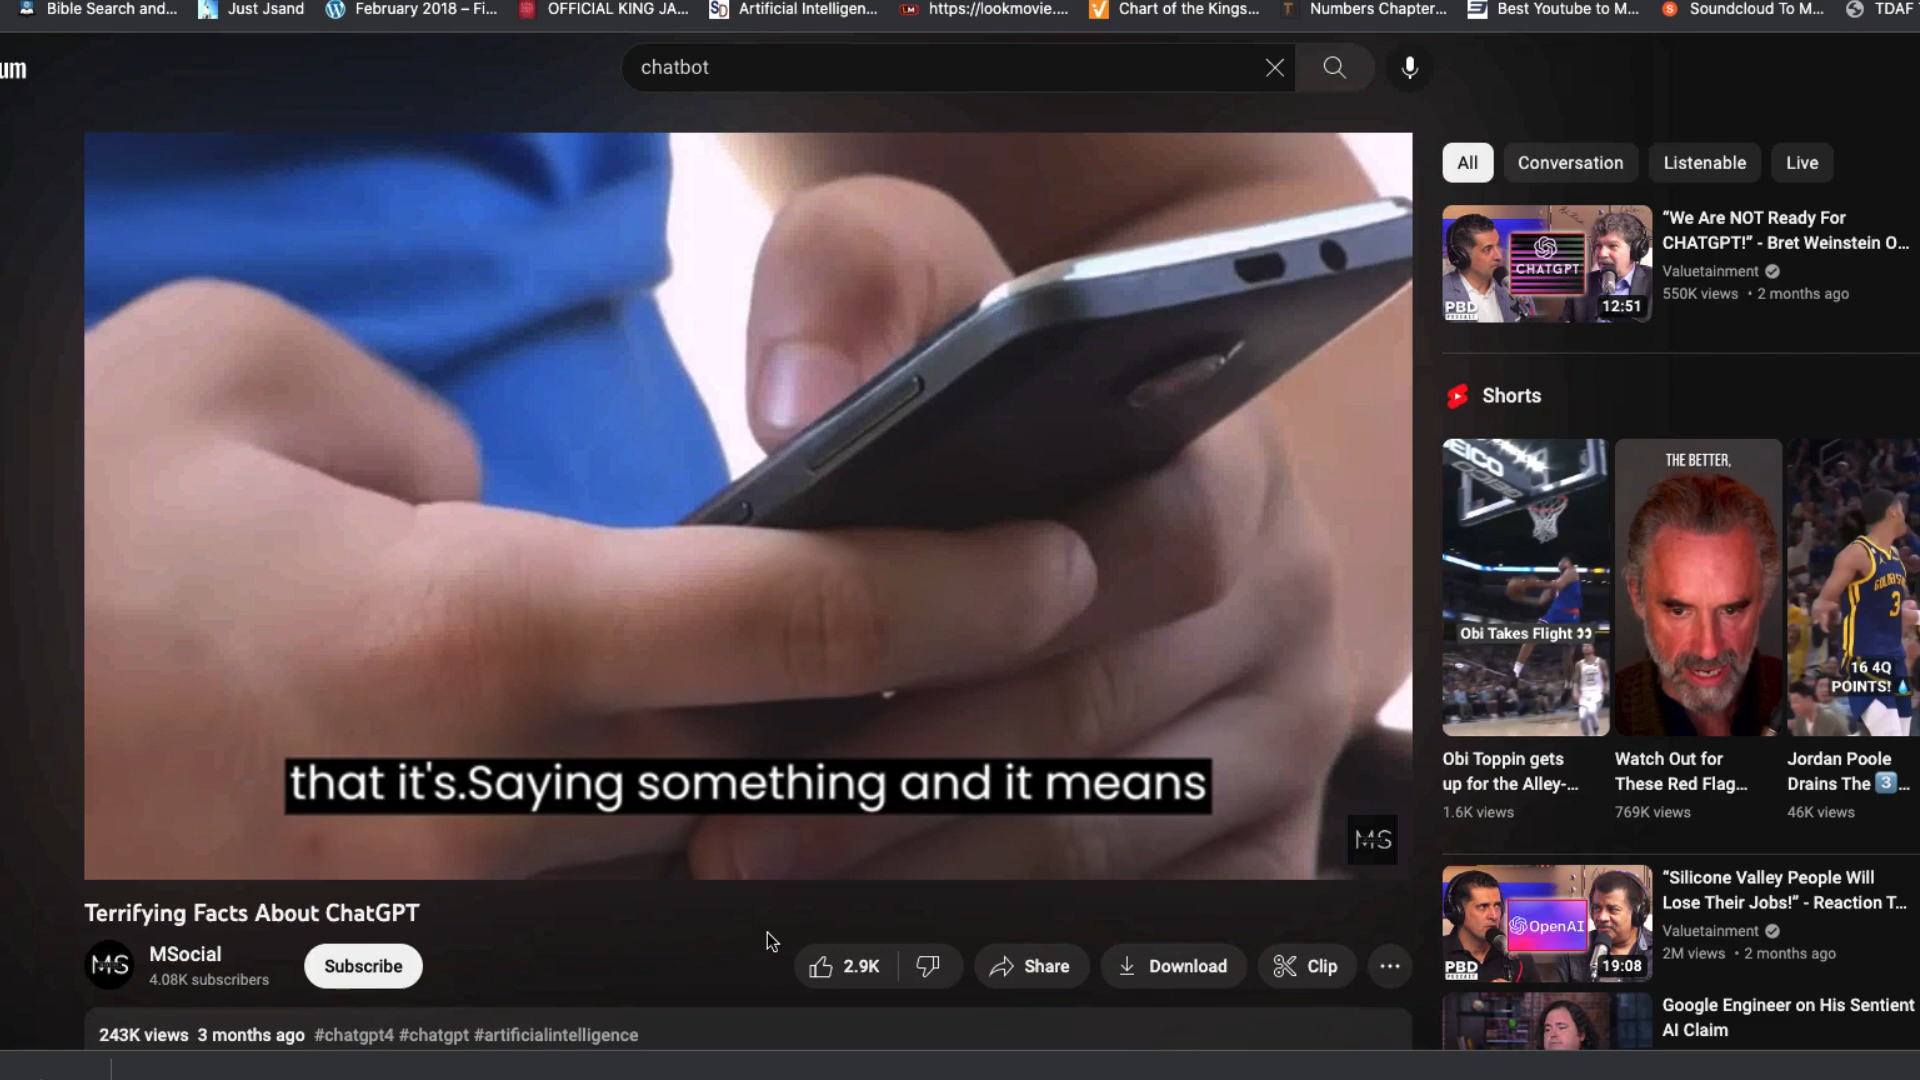 Bible Search and...
Just Jsand
February 2018 – Fi...
OFFICIAL KING JA...
Artificial Intelligen...
https://lookmovie....
Chart of the Kings...
Numbers Chapter...
Best Youtube to M...
Soundcloud To M...
TDAF
um
chatbot
that it's.Saying something and it means
MS
Terrifying Facts About ChatGPT
MS
MSocial
4.08K subscribers
Subscribe
2.9K
Share
Download
Clip
243K views 3 months ago #chatgpt4 #chatgpt #artificialintelligence
All
Conversation
Listenable
Live
CHATGPT
PBD
PODCAST
12:51
“We Are NOT Ready For
CHATGPT!” - Bret Weinstein O...
Valuetainment
550K views • 2 months ago
Shorts
GEICO
Obi Takes Flight
Obi Toppin gets
up for the Alley-...
1.6K views
THE BETTER,
Watch Out for
These Red Flag...
769K views
3
16 4Q
POINTS!
Jordan Poole
Drains The 3 ...
46K views
OpenAI
PBD
PODCAST
19:08
“Silicone Valley People Will
Lose Their Jobs!” - Reaction T...
Valuetainment
2M views • 2 months ago
Google Engineer on His Sentient
AI Claim